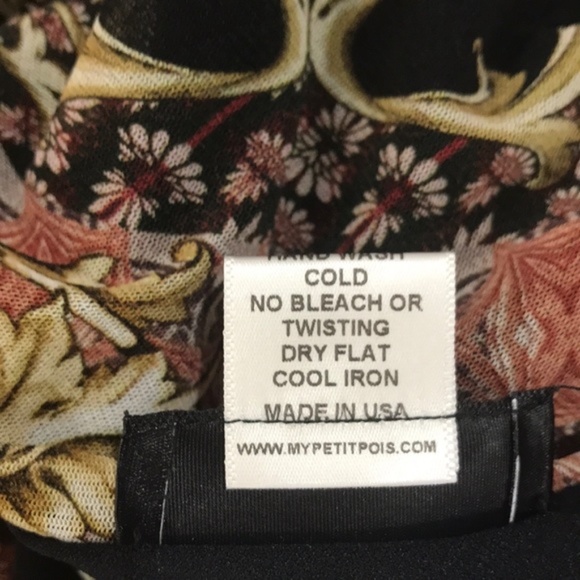 HAND WASH
COLD
NO BLEACH OR
TWISTING
DRY FLAT
COOL IRON
MADE IN USA
WWW.MYPETITPOIS.COM